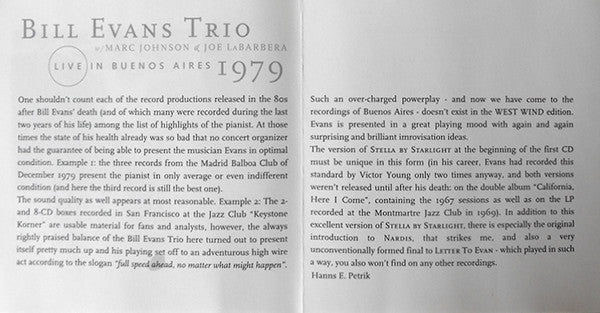 BILL EVANS TRIO
w/ MARC JOHNSON & JOE LABARBERA
LIVE IN BUENOS AIRES 1979
One shouldn't count each of the record productions released in the 80s
after Bill Evans' death (and of which many were recorded during the last
two years of his life) among the list of highlights of the pianist. At those
times the state of his health already was so bad that no concert organizer
had the guarantee of being able to present the musician Evans in optimal
condition. Example 1: the three records from the Madrid Balboa Club of
December 1979 present the pianist in only average or even indifferent
condition (and here the third record is still the best one).
The sound quality as well appears at most reasonable. Example 2: The 2-
and 8-CD boxes recorded in San Francisco at the Jazz Club "Keystone
Korner" are usable material for fans and analysts, however, the always
rightly praised balance of the Bill Evans Trio here turned out to present
itself pretty much up and his playing set off to an adventurous high wire
act according to the slogan "full speed ahead, no matter what might happen".
Such an over-charged powerplay - and now we have come to the
recordings of Buenos Aires - doesn't exist in the WEST WIND edition.
Evans is presented in a great playing mood with again and again
surprising and brilliant imrovisation ideas.
The version of STELLA BY STARLIGHT at the beginning of the first CD
must be unique in this form (in his career, Evans had recorded this
standard by Victor Young only two times anyway, and both versions
weren't released until after his death: on the double album "California,
Here I Come", containing the 1967 sessions as well as on the LP
recorded at the Montmartre Jazz Club in 1969). In addition to this
excellent version of STELLA BY STARLIGHT, there is especially the original
introduction to NARDIS, that strikes me, and also a very
unconventionally formed final to LETTER TO EVAN - which played in such
a way, you also won't find on any other recordings.
Hanns E. Petrik